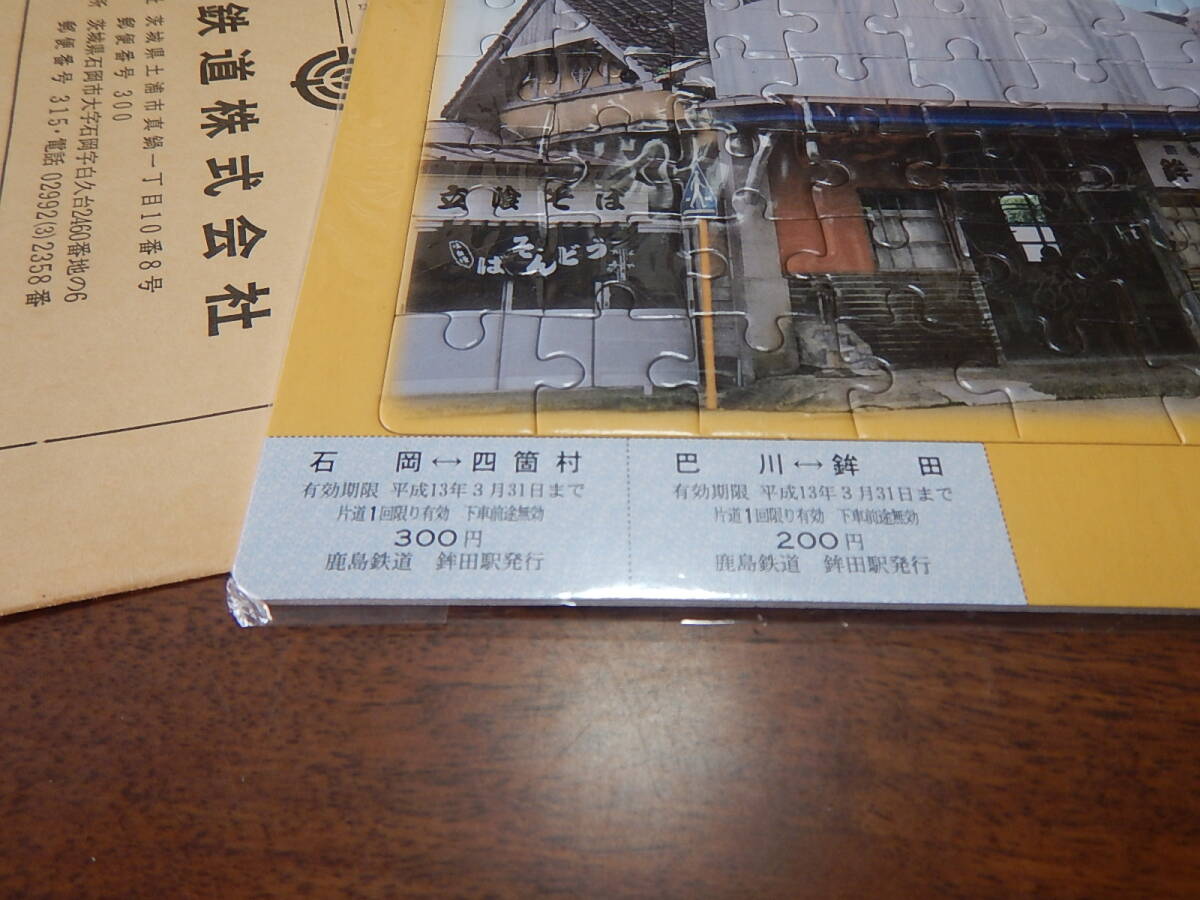 鉄道株式会社
茨城県土浦市真鍋一丁目10番8号
郵便番号 300
茨城県石岡市大字石岡字白久台2460番地の6
郵便番号 315・電話 02992(3)2358番
立喰そば
うどん
そば
鉾
石岡↔四箇村
有効期限 平成13年3月31日まで
片道1回限り有効 下車前途無効
300円
鹿島鉄道 鉾田駅発行
巴川↔鉾田
有効期限 平成13年3月31日まで
片道1回限り有効 下車前途無効
200円
鹿島鉄道 鉾田駅発行